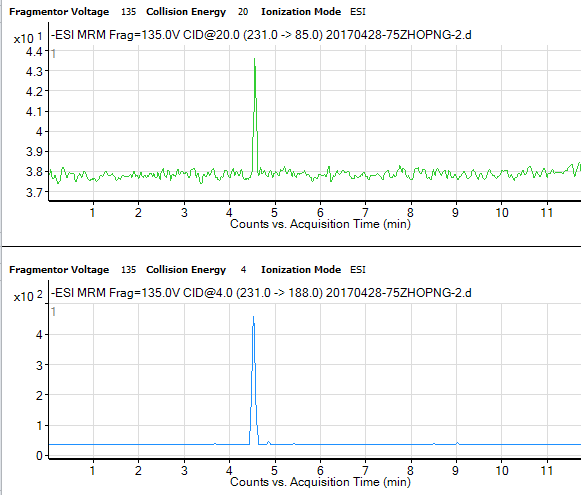 Fragmentor Voltage 135 Collision Energy 20 Ionization Mode ESI
x10 1 -ESI MRM Frag=135.0V CID@20.0 (231.0 -> 85.0) 20170428-75ZHOPNG-2.d
4.4 1
4.3
4.2
4.1
4
3.9
3.8
3.7
1 2 3 4 5 6 7 8 9 10 11
Counts vs. Acquisition Time (min)
Fragmentor Voltage 135 Collision Energy 4 Ionization Mode ESI
x10 2 -ESI MRM Frag=135.0V CID@4.0 (231.0 -> 188.0) 20170428-75ZHOPNG-2.d
1
4
3
2
1
0
1 2 3 4 5 6 7 8 9 10 11
Counts vs. Acquisition Time (min)